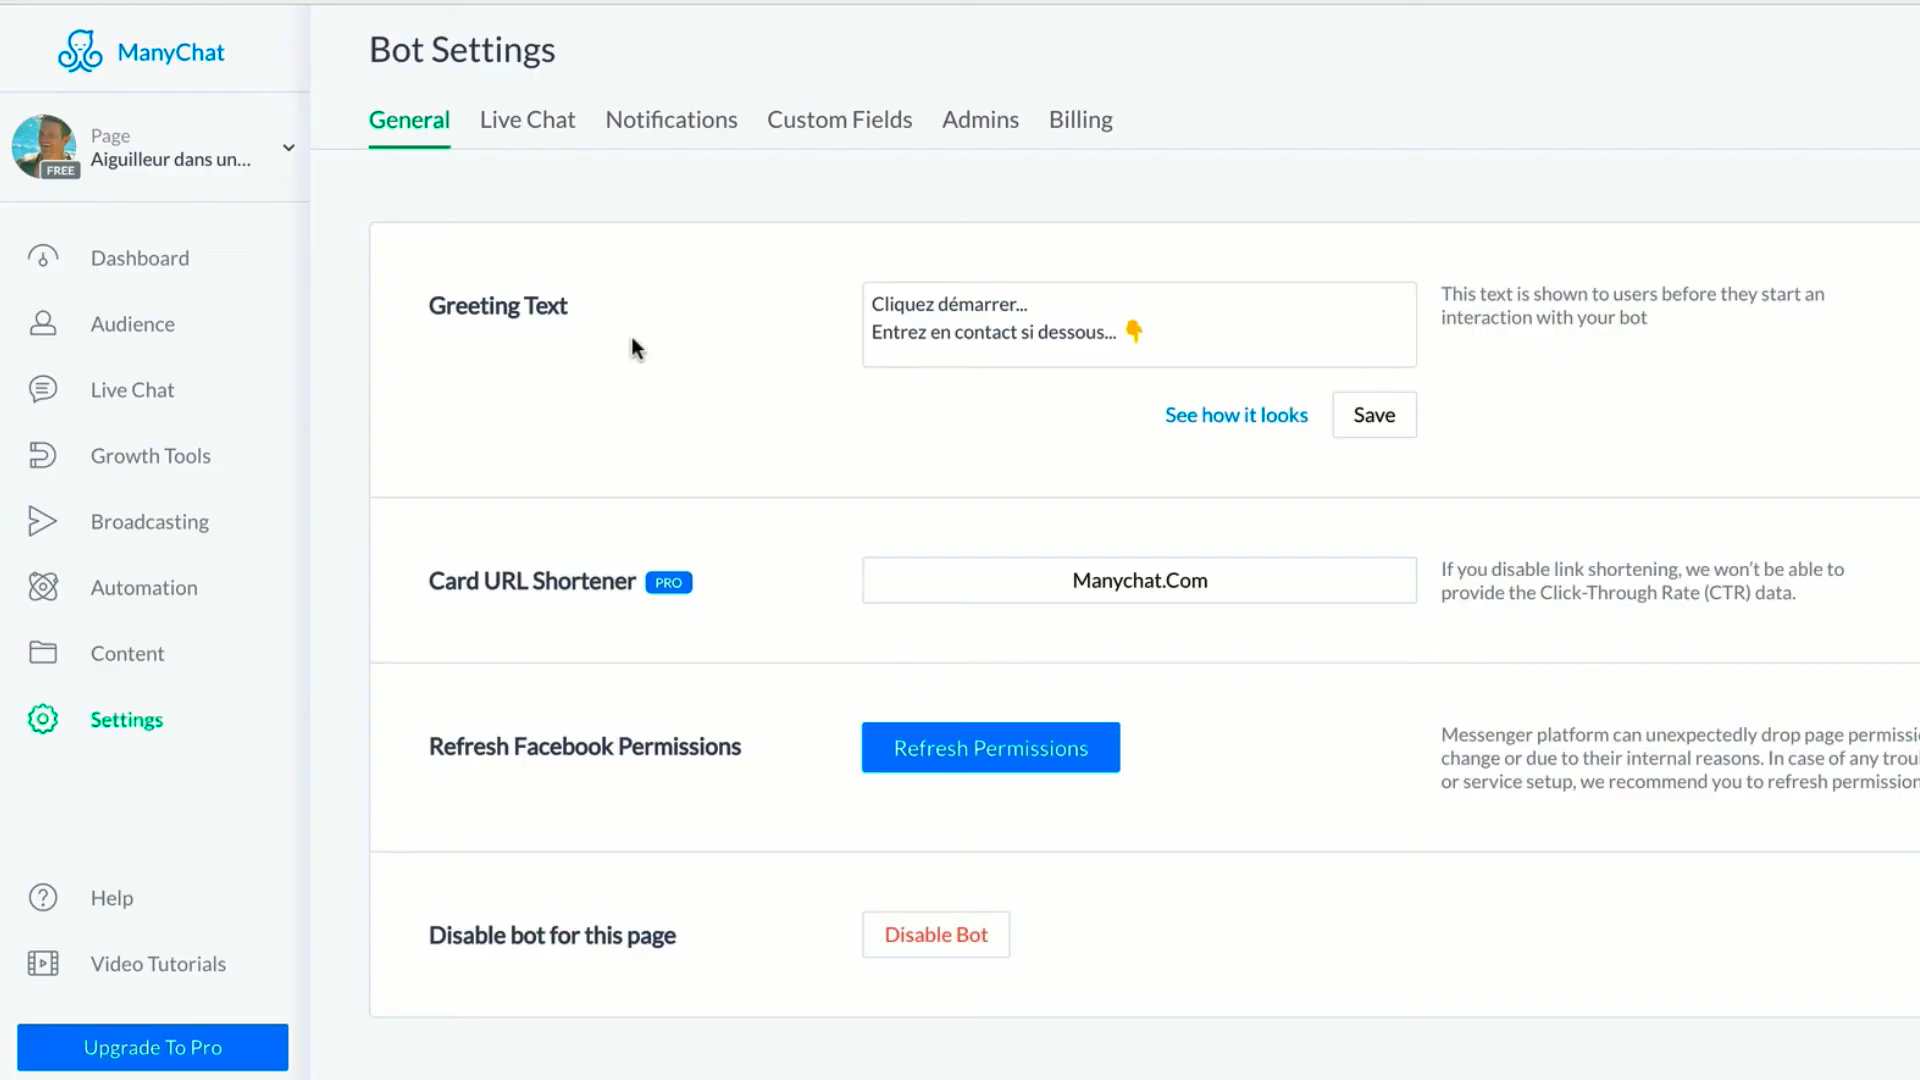 ManyChat
Page
Aiguilleur dans un...
FREE
Dashboard
Audience
Live Chat
Growth Tools
Broadcasting
Automation
Content
Settings
Help
Video Tutorials
Upgrade To Pro
Bot Settings
General Live Chat Notifications Custom Fields Admins Billing
Greeting Text
Cliquez démarrer...
Entrez en contact si dessous... 👇
This text is shown to users before they start an
interaction with your bot
See how it looks Save
Card URL Shortener PRO
Manychat.Com
If you disable link shortening, we won't be able to
provide the Click-Through Rate (CTR) data.
Refresh Facebook Permissions
Refresh Permissions
Messenger platform can unexpectedly drop page
change or due to their internal reasons. In case of any
or service setup, we recommend you to refresh
Disable bot for this page
Disable Bot